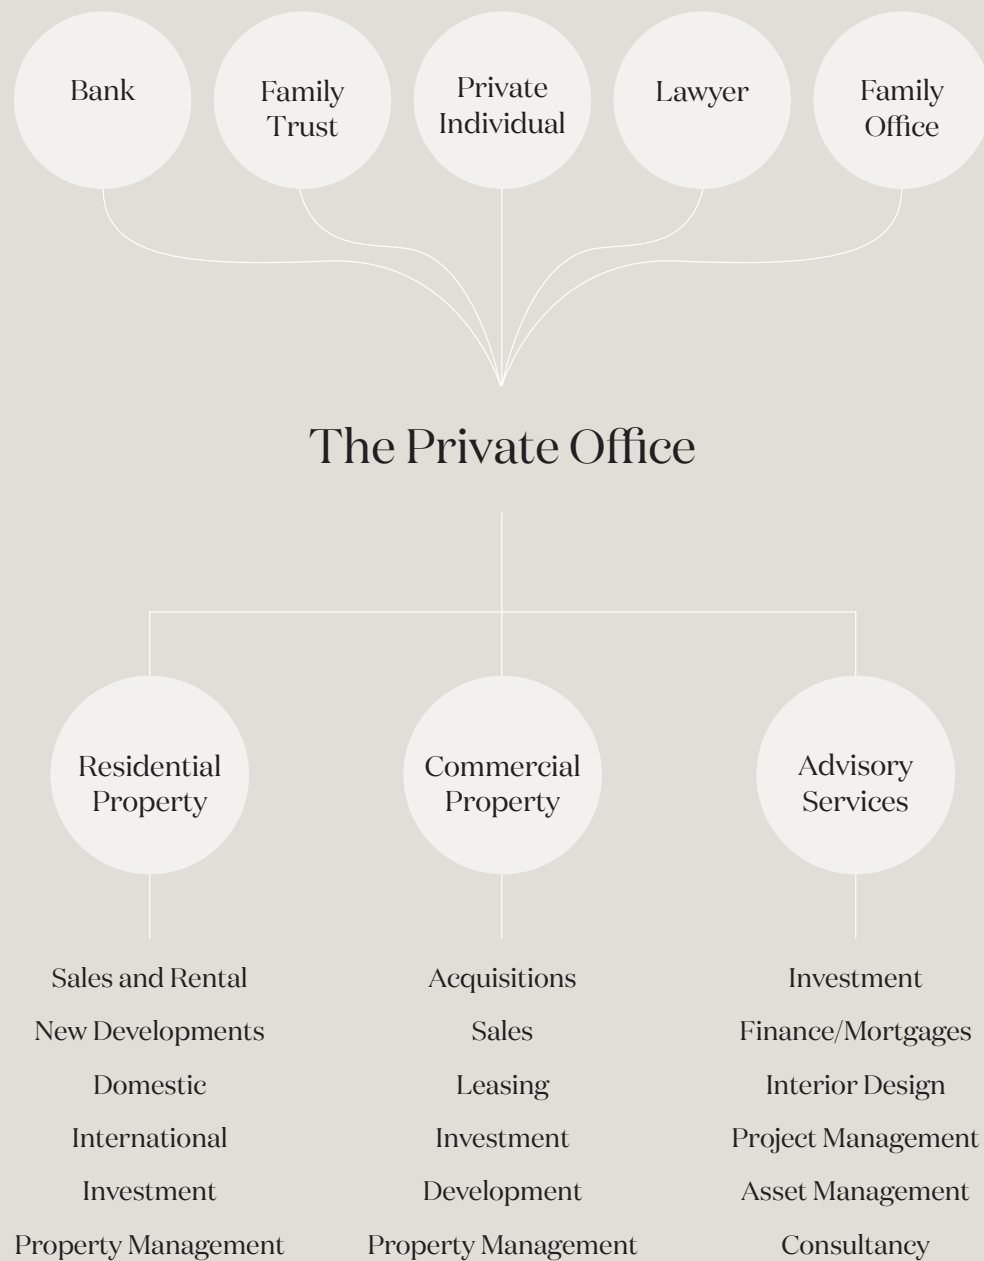 Bank
Family
Trust
Private
Individual
Lawyer
Family
Office
The Private Office
Residential
Property
Commercial
Property
Advisory
Services
Sales and Rental
New Developments
Domestic
International
Investment
Property Management
Acquisitions
Sales
Leasing
Investment
Development
Property Management
Investment
Finance/Mortgages
Interior Design
Project Management
Asset Management
Consultancy